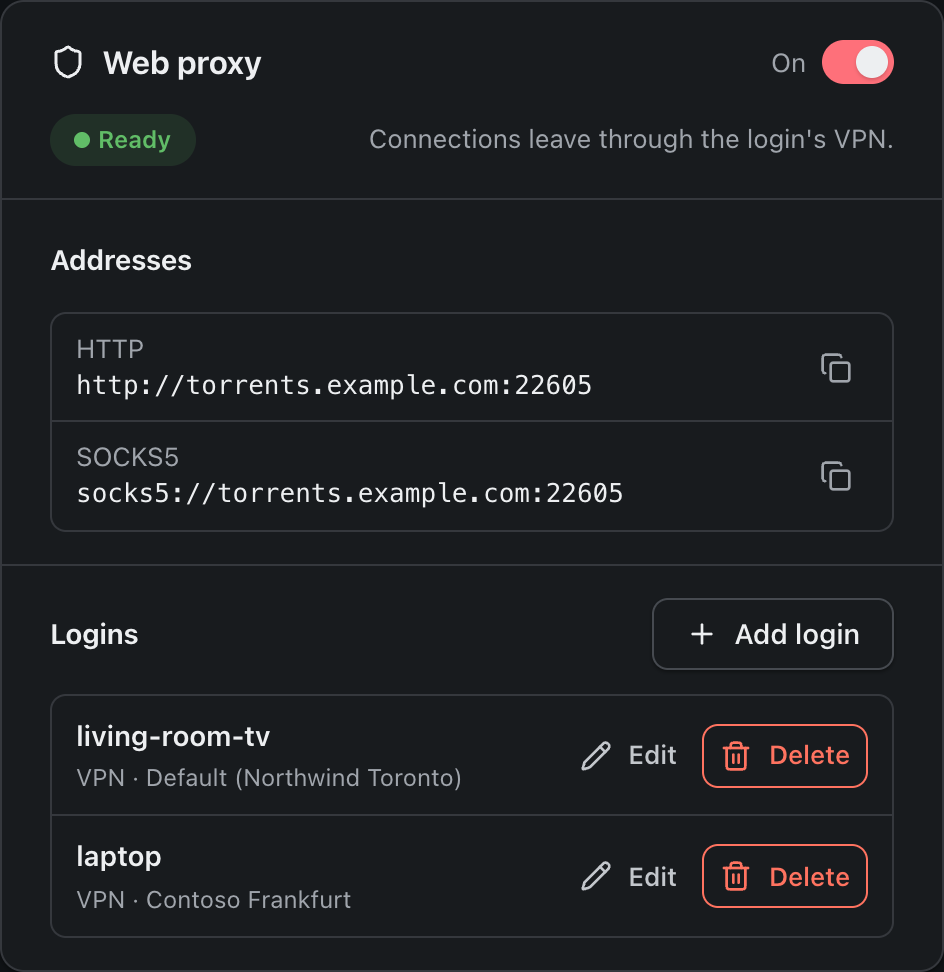 Web proxy
On
Ready
Connections leave through the login's VPN.
Addresses
HTTP
http://torrents.example.com:22605
SOCKS5
socks5://torrents.example.com:22605
Logins
Add login
living-room-tv
VPN · Default (Northwind Toronto)
Edit
Delete
laptop
VPN · Contoso Frankfurt
Edit
Delete